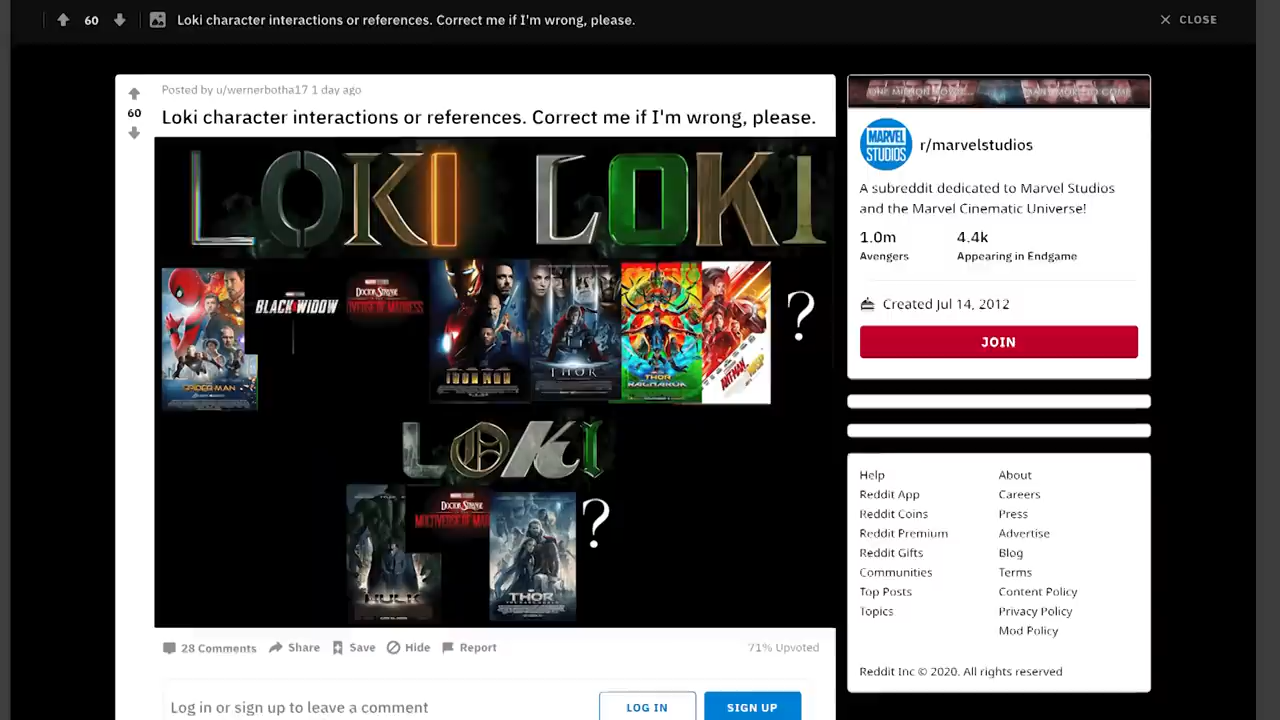 60
Loki character interactions or references. Correct me if I'm wrong, please.
CLOSE
Posted by u/wernerbotha17 1 day ago
60
Loki character interactions or references. Correct me if I'm wrong, please.
LOKI LOKI
SPIDER-MAN
BLACK WIDOW
DOCTOR STRANGE
IRON MAN
THOR
THOR RAGNAROK
ANT-MAN
?
LOKI
HULK
DOCTOR STRANGE
MULTIVERSE OF MAD
THOR
?
28 Comments
Share
Save
Hide
Report
71% Upvoted
Log in or sign up to leave a comment
LOG IN
SIGN UP
MARVEL STUDIOS
r/marvelstudios
A subreddit dedicated to Marvel Studios
and the Marvel Cinematic Universe!
1.0m 4.4k
Avengers Appearing in Endgame
Created Jul 14, 2012
JOIN
Help About
Reddit App Careers
Reddit Coins Press
Reddit Premium Advertise
Reddit Gifts Blog
Communities Terms
Top Posts Content Policy
Topics Privacy Policy
Mod Policy
Reddit Inc © 2020. All rights reserved